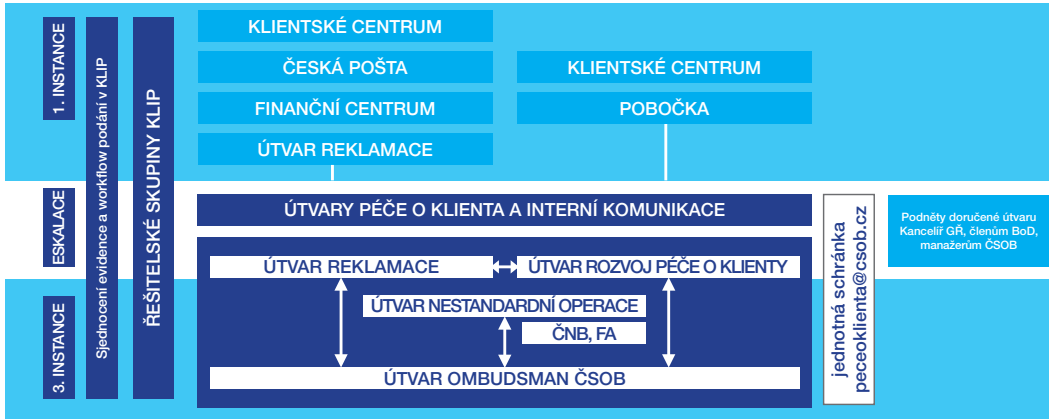 1. INSTANCE
ESKALACE
3. INSTANCE
Sjednocení evidence a workflow podání v KLIP
ŘEŠITELSKÉ SKUPINY KLIP
KLIENTSKÉ CENTRUM
ČESKÁ POŠTA
FINANČNÍ CENTRUM
ÚTVAR REKLAMACE
KLIENTSKÉ CENTRUM
POBOČKA
ÚTVARY PÉČE O KLIENTA A INTERNÍ KOMUNIKACE
ÚTVAR REKLAMACE
ÚTVAR ROZVOJ PÉČE O KLIENTY
ÚTVAR NESTANDARDNÍ OPERACE
ČNB, FA
ÚTVAR OMBUDSMAN ČSOB
jednotná schránka
peceoklienta@csob.cz
Podněty doručené útvaru
Kancelář GŘ, členům BoD,
manažerům ČSOB